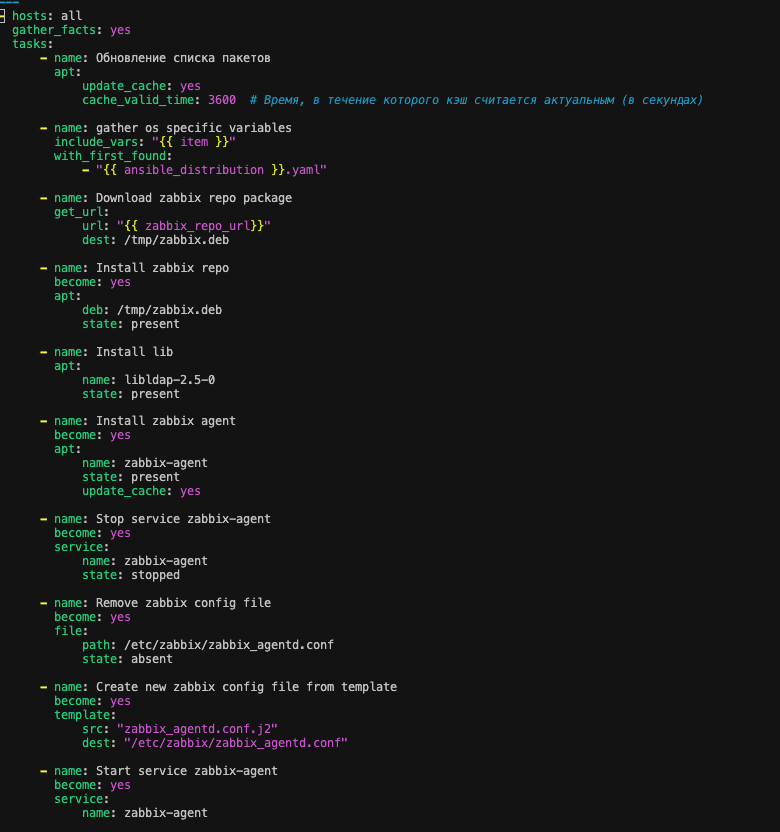 ---
- hosts: all
  gather_facts: yes
  tasks:
      - name: Обновление списка пакетов
        apt:
            update_cache: yes
            cache_valid_time: 3600  # Время, в течение которого кэш считается актуальным (в секундах)

      - name: gather os specific variables
        include_vars: "{{ item }}"
        with_first_found:
            - "{{ ansible_distribution }}.yaml"

      - name: Download zabbix repo package
        get_url:
            url: "{{ zabbix_repo_url}}"
            dest: /tmp/zabbix.deb

      - name: Install zabbix repo
        become: yes
        apt:
            deb: /tmp/zabbix.deb
            state: present

      - name: Install lib
        apt:
            name: libldap-2.5-0
            state: present

      - name: Install zabbix agent
        become: yes
        apt:
            name: zabbix-agent
            state: present
            update_cache: yes

      - name: Stop service zabbix-agent
        become: yes
        service:
            name: zabbix-agent
            state: stopped

      - name: Remove zabbix config file
        become: yes
        file:
            path: /etc/zabbix/zabbix_agentd.conf
            state: absent

      - name: Create new zabbix config file from template
        become: yes
        template:
            src: "zabbix_agentd.conf.j2"
            dest: "/etc/zabbix/zabbix_agentd.conf"

      - name: Start service zabbix-agent
        become: yes
        service:
            name: zabbix-agent